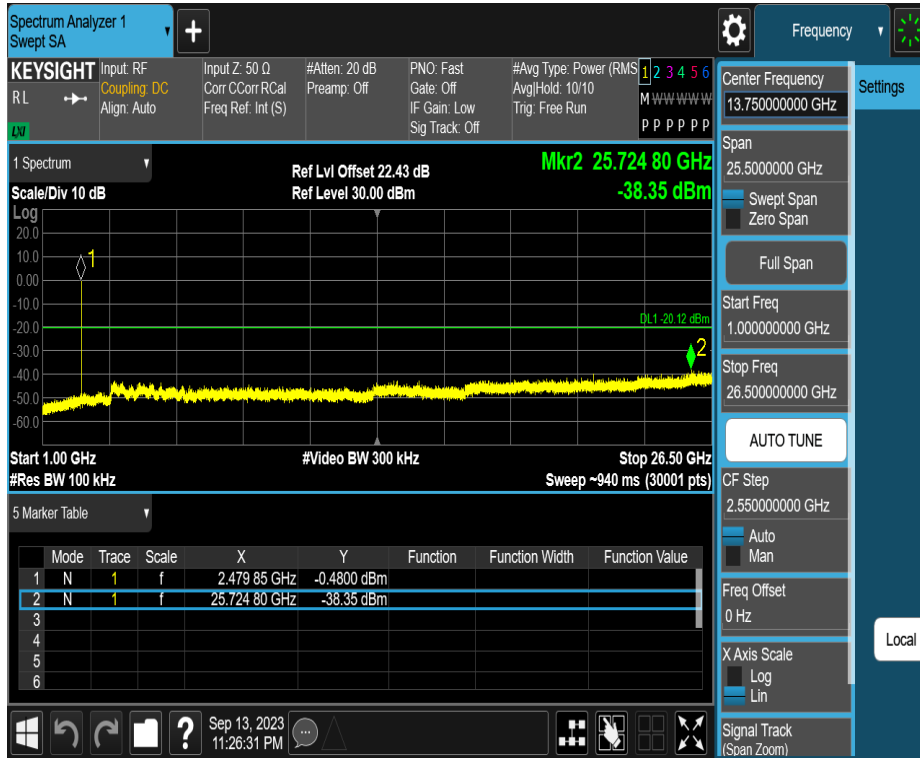 Spectrum Analyzer 1
Swept SA
Frequency
KEYSIGHT
R L
LXI
Input: RF
Coupling: DC
Align: Auto
Input Z: 50 Ω
Corr CCorr RCal
Freq Ref: Int (S)
#Atten: 20 dB
Preamp: Off
PNO: Fast
Gate: Off
IF Gain: Low
Sig Track: Off
#Avg Type: Power (RMS
Avg|Hold: 10/10
Trig: Free Run
1 2 3 4 5 6
M W W W W W
P P P P P P
1 Spectrum
Scale/Div 10 dB
Ref Lvl Offset 22.43 dB
Ref Level 30.00 dBm
Mkr2 25.724 80 GHz
-38.35 dBm
Log
20.0
10.0
0.00
-10.0
-20.0
-30.0
-40.0
-50.0
-60.0
1
DL1 -20.12 dBm
2
Start 1.00 GHz
#Res BW 100 kHz
#Video BW 300 kHz
Stop 26.50 GHz
Sweep ~940 ms (30001 pts)
5 Marker Table
Mode Trace Scale X Y Function Function Width Function Value
1 N 1 f 2.479 85 GHz -0.4800 dBm
2 N 1 f 25.724 80 GHz -38.35 dBm
3
4
5
6
Sep 13, 2023
11:26:31 PM
Center Frequency
13.750000000 GHz
Settings
Span
25.5000000 GHz
Swept Span
Zero Span
Full Span
Start Freq
1.000000000 GHz
Stop Freq
26.500000000 GHz
AUTO TUNE
CF Step
2.550000000 GHz
Auto
Man
Freq Offset
0 Hz
Local
X Axis Scale
Log
Lin
Signal Track
(Span Zoom)